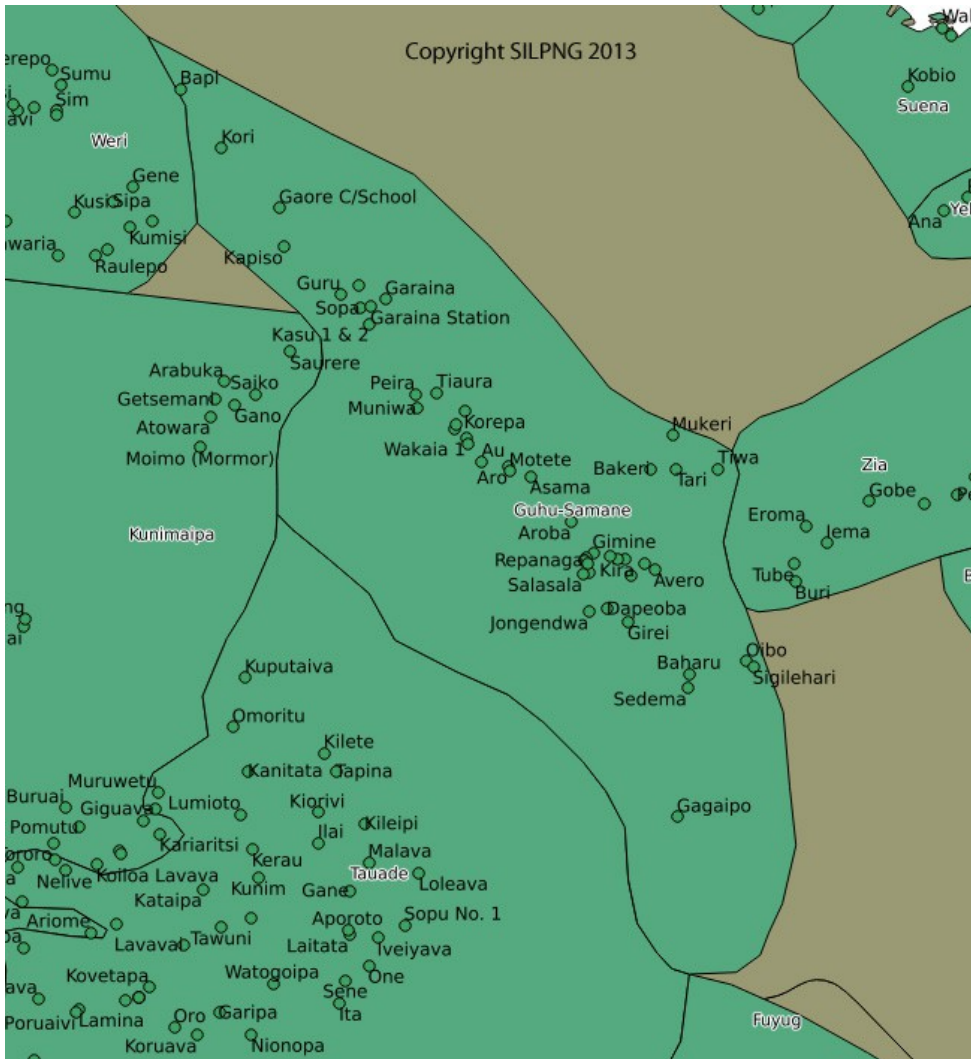 Copyright SILPNG 2013
Sumu
Bapl
Kobio
Sim
Suena
Weri
Kori
Gene
Kusi
Sipa
Gaore C/School
Ana
Kumisi
Raulepo
Kapiso
Guru
Garaina
Sopa
Garaina Station
Kasu 1 & 2
Saurere
Arabuka
Saiko
Peira
Tiaura
Getsemani
Gano
Muniwa
Atowara
Korepa
Mukeri
Moimo (Mormor)
Wakaia 1
Au
Motete
Bakeri
Tiwa
Aro
Asama
Tari
Zia
Gobe
Guhu-Samane
Eroma
Kunimaipa
Aroba
Gimine
Iema
Repanaga
Kira
Avero
Tube
Salasala
Buri
Jongendwa
Dapeoba
Girei
Kuputaiva
Baharu
Oibo
Sedema
Sigilehari
Omoritu
Kilete
Kanitata
Tapina
Muruwetu
Buruai
Giguava
Lumioto
Kiorivi
Gagaipo
Pomutu
Kariaritsi
Ilai
Kileipi
Kerau
Malava
Nelive
Koiloa Lavava
Kunim
Tauade
Loleava
Kataipa
Gane
Ariome
Aporoto
Sopu No. 1
Lavavai
Tawuni
Laitata
Iveiyava
Kovetapa
Watogoipa
One
Sene
Poruaivi
Lamina
Oro
Garipa
Ita
Fuyug
Koruava
Nionopa